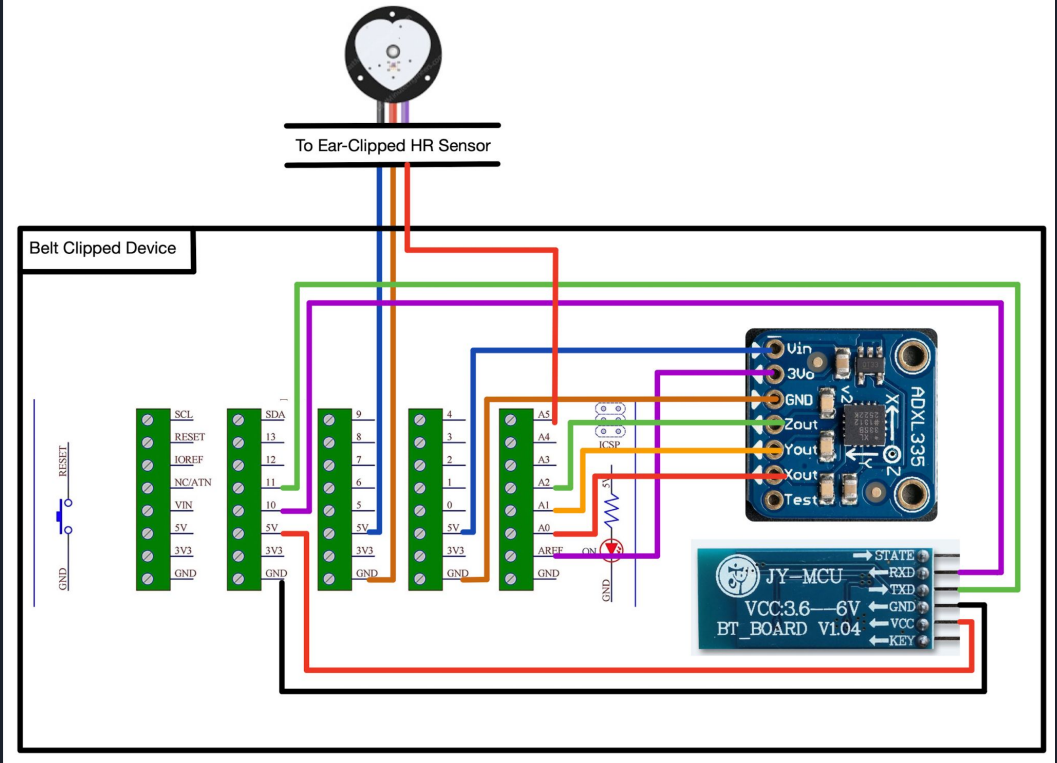 To Ear-Clipped HR Sensor
Belt Clipped Device
RESET
GND
SCL
RESET
IOREF
NC/ATN
VIN
5V
3V3
GND
SDA
13
12
11
10
5V
3V3
GND
9
8
7
6
5
5V
3V3
GND
4
3
2
1
0
5V
3V3
GND
A5
A4
A3
A2
A1
A0
AREF
GND
ICSP
5V
ON
GND
Vin
3Vo
GND
Zout
Yout
Xout
Test
V2
X
Y
Z
ADXL335
JY-MCU
VCC:3.6---6V
BT_BOARD V1.04
STATE
RXD
TXD
GND
VCC
KEY